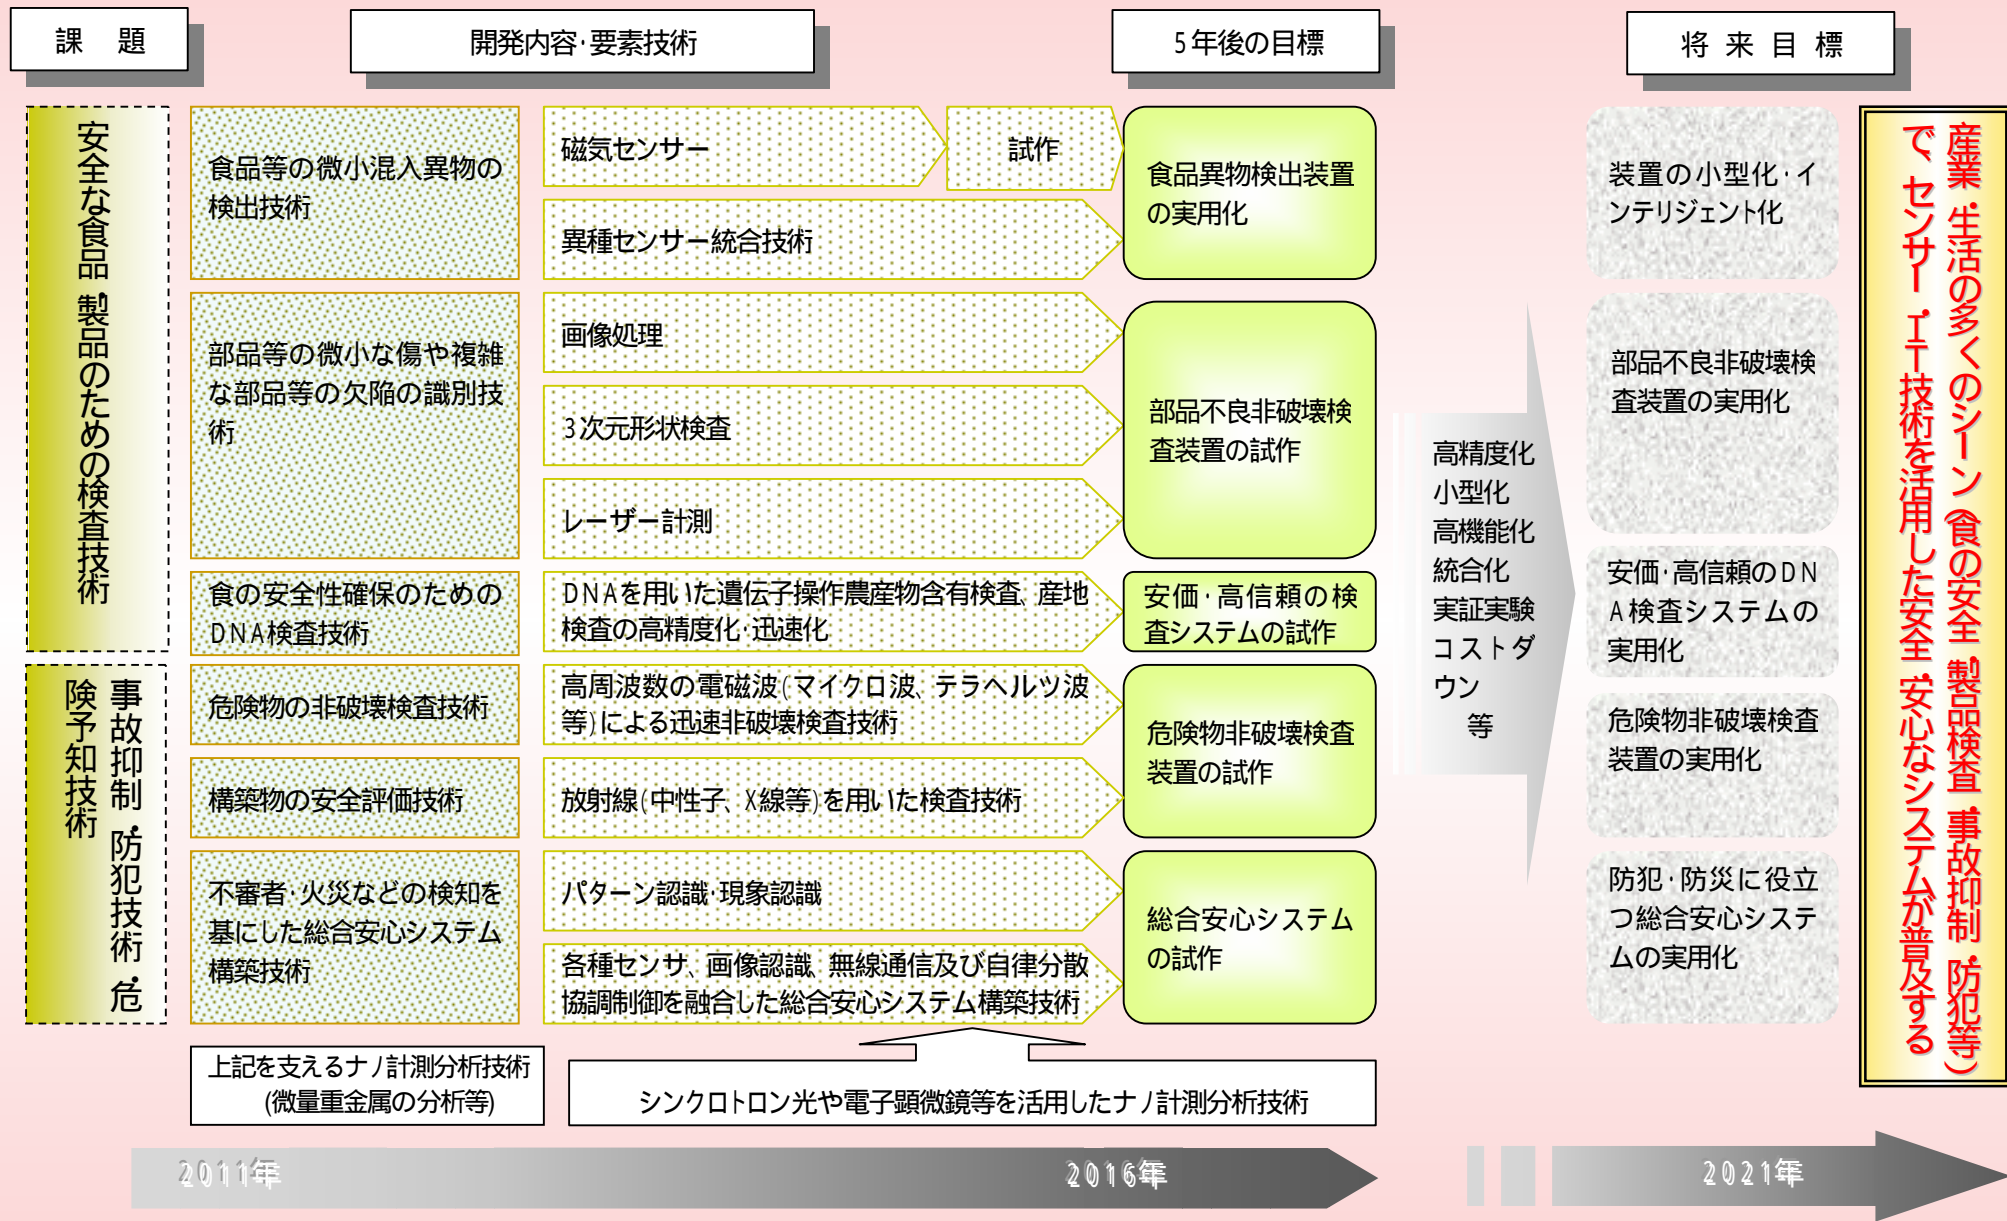 課題
開発内容・要素技術
5年後の目標
将来目標
安全な食品・製品のための検査技術
食品等の微小混入異物の
検出技術
磁気センサー
試作
異種センサー統合技術
食品異物検出装置
の実用化
装置の小型化・イ
ンテリジェント化
部品等の微小な傷や複雑
な部品等の欠陥の識別技
術
画像処理
3次元形状検査
レーザー計測
部品不良非破壊検
査装置の試作
部品不良非破壊検
査装置の実用化
食の安全性確保のための
DNA検査技術
DNAを用いた遺伝子操作農産物含有検査、産地
検査の高精度化・迅速化
安価・高信頼の検
査システムの試作
安価・高信頼のDN
A検査システムの
実用化
事故抑制・防犯技術・危
険予知技術
危険物の非破壊検査技術
高周波数の電磁波(マイクロ波、テラヘルツ波
等)による迅速非破壊検査技術
構築物の安全評価技術
放射線(中性子、X線等)を用いた検査技術
危険物非破壊検査
装置の試作
危険物非破壊検査
装置の実用化
不審者・火災などの検知を
基にした総合安心システム
構築技術
パターン認識・現象認識
各種センサ、画像認識、無線通信及び自律分散
協調制御を融合した総合安心システム構築技術
総合安心システム
の試作
防犯・防災に役立
つ総合安心システ
ムの実用化
高精度化
小型化
高機能化
統合化
実証実験
コストダ
ウン
等
産業・生活の多くのシーン(食の安全・製品検査・事故抑制・防犯等)
で、センサー・IT技術を活用した安全・安心なシステムが普及する
上記を支えるナノ計測分析技術
(微量重金属の分析等)
シンクロトロン光や電子顕微鏡等を活用したナノ計測分析技術
2011年
2016年
2021年